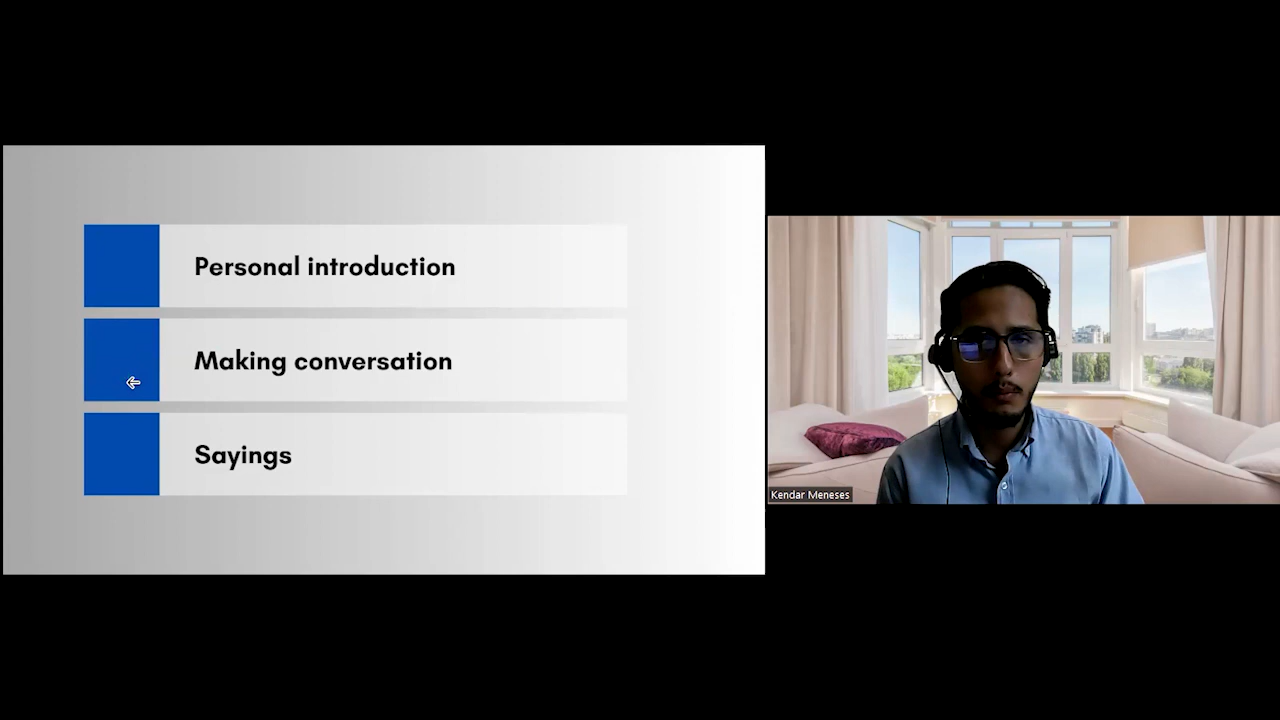 Personal introduction
Making conversation
Sayings
Kendar Meneses